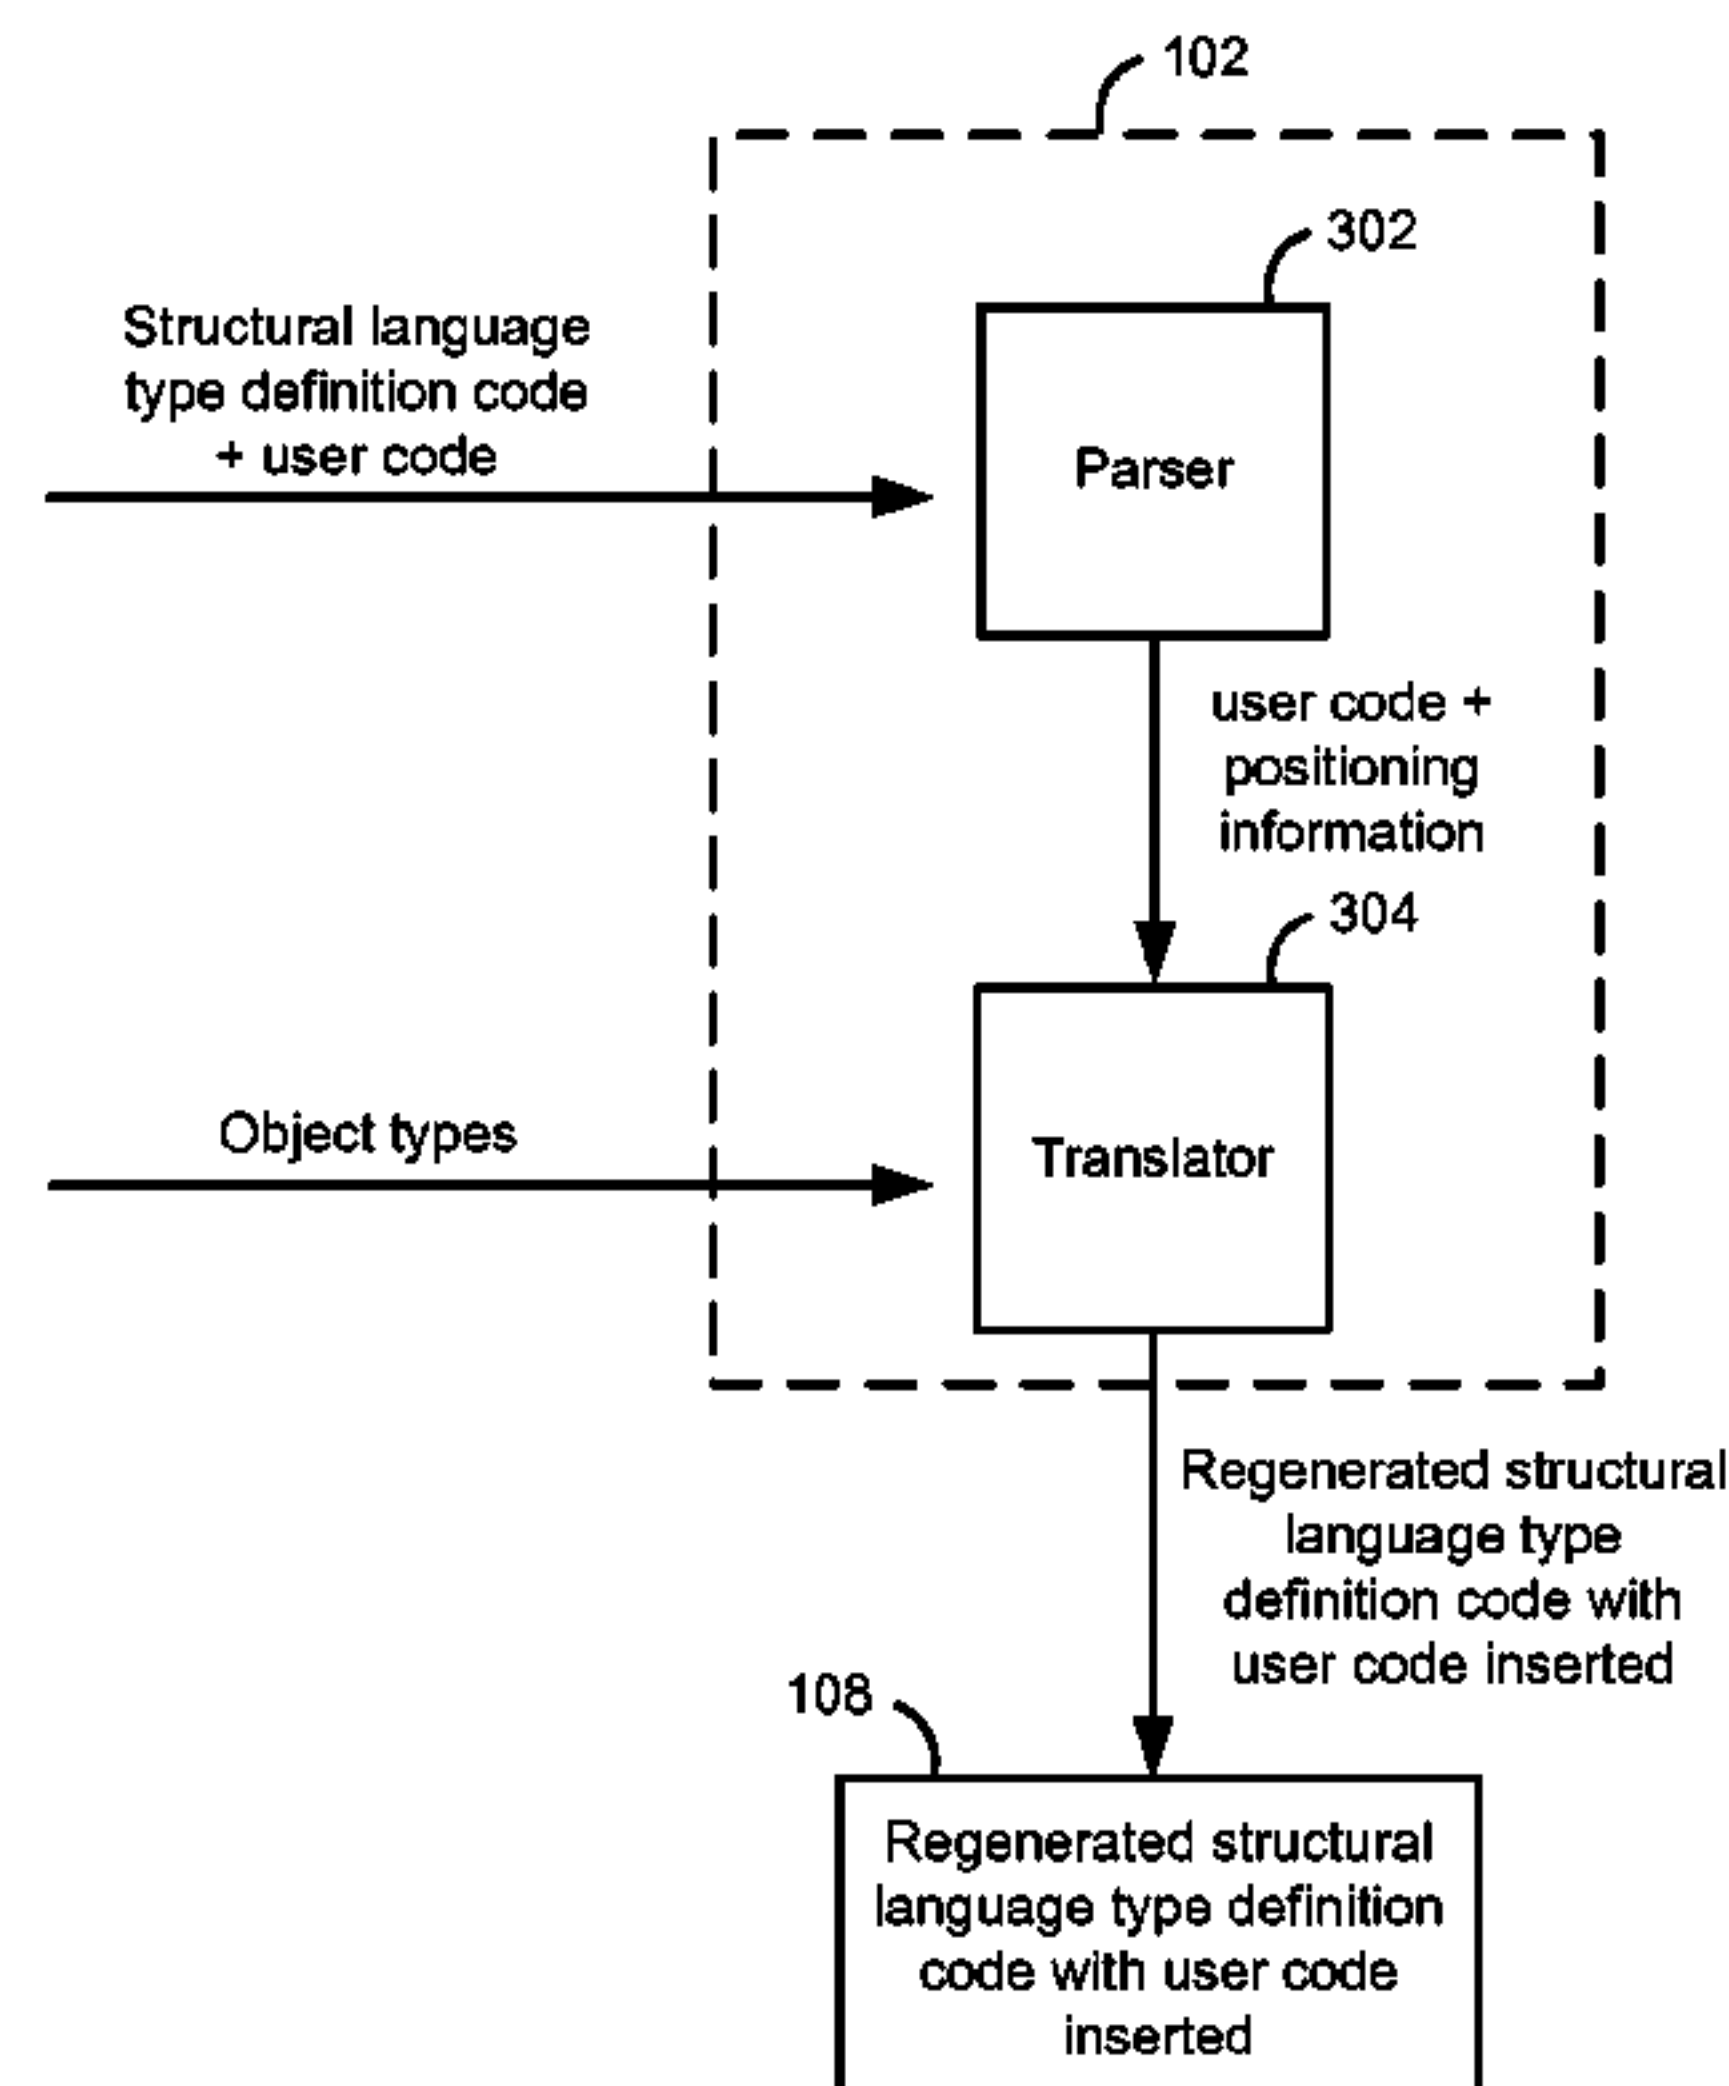 102
302
Structural language
type definition code
+ user code
Parser
user code +
positioning
information
304
Object types
Translator
Regenerated structural
language type
definition code with
user code inserted
108
Regenerated structural
language type definition
code with user code
inserted